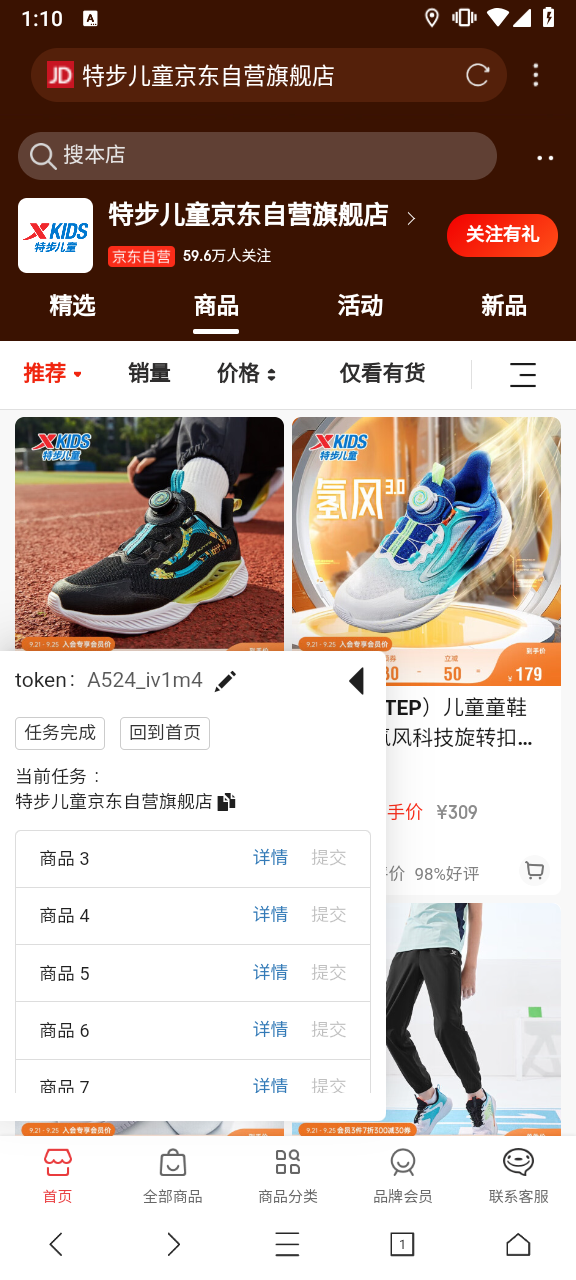 1:10
A
JD 特步儿童京东自营旗舰店
搜本店
XKIDS
特步儿童
特步儿童京东自营旗舰店
京东自营 59.6万人关注
关注有礼
精选 商品 活动 新品
推荐 销量 价格 仅看有货
XKIDS
特步儿童
XKIDS
特步儿童
氢风3.0
9.21 - 9.25 入会专享会员价
9.21 - 9.25 入会专享会员价
立减
到手价
50
¥179
TEP）儿童童鞋
氢风科技旋转扣...
手价 ¥309
价 98%好评
token： A524_iv1m4
任务完成 回到首页
当前任务：
特步儿童京东自营旗舰店
商品 3 详情 提交
商品 4 详情 提交
商品 5 详情 提交
商品 6 详情 提交
商品 7 详情 提交
9.21 - 9.25 入会专享会员价
9.21 - 9.25 会员3件7折300减30券
首页 全部商品 商品分类 品牌会员 联系客服
1